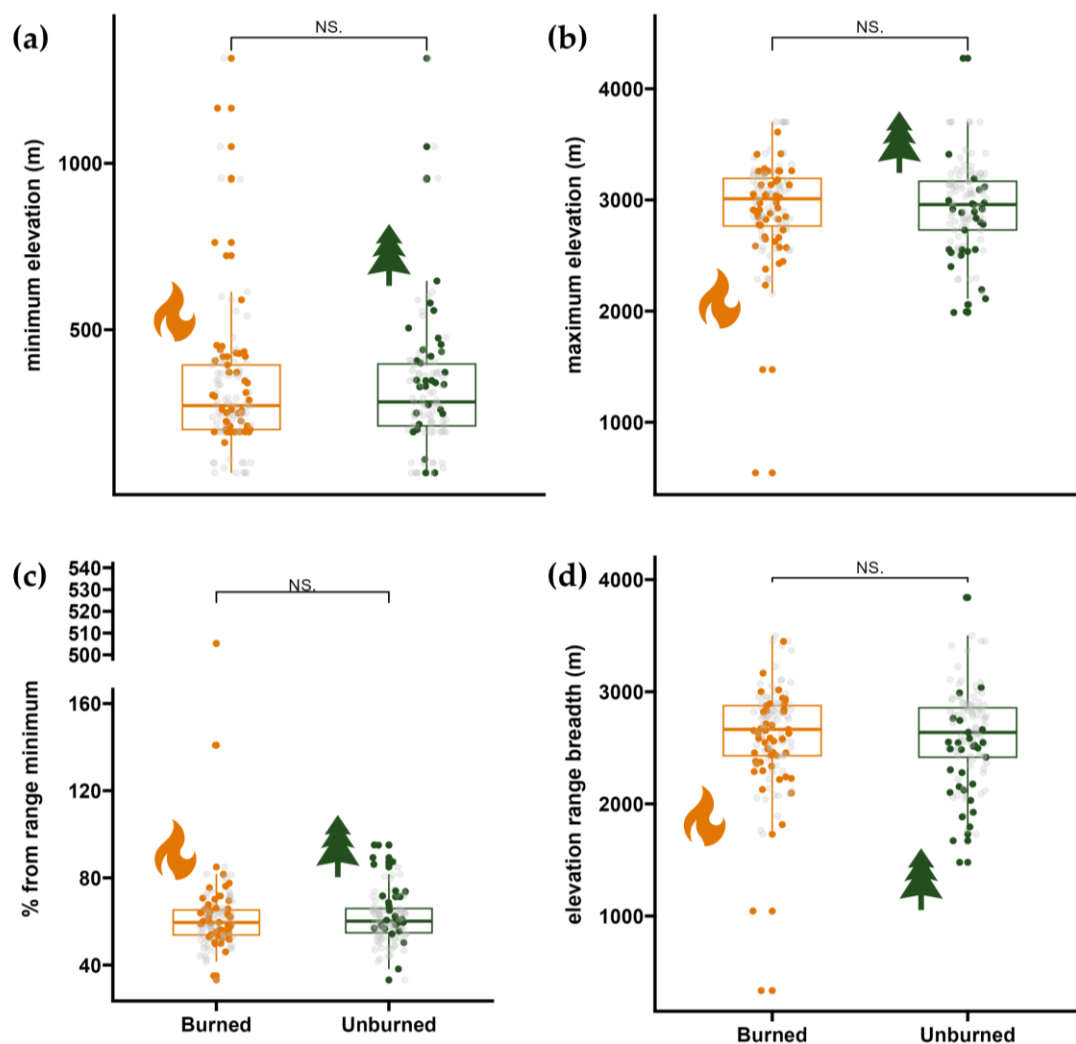 (a)
NS.
minimum elevation (m)
1000
500
(b)
NS.
maximum elevation (m)
4000
3000
2000
1000
(c)
NS.
% from range minimum
540
530
520
510
500
160
120
80
40
Burned
Unburned
(d)
NS.
elevation range breadth (m)
4000
3000
2000
1000
Burned
Unburned